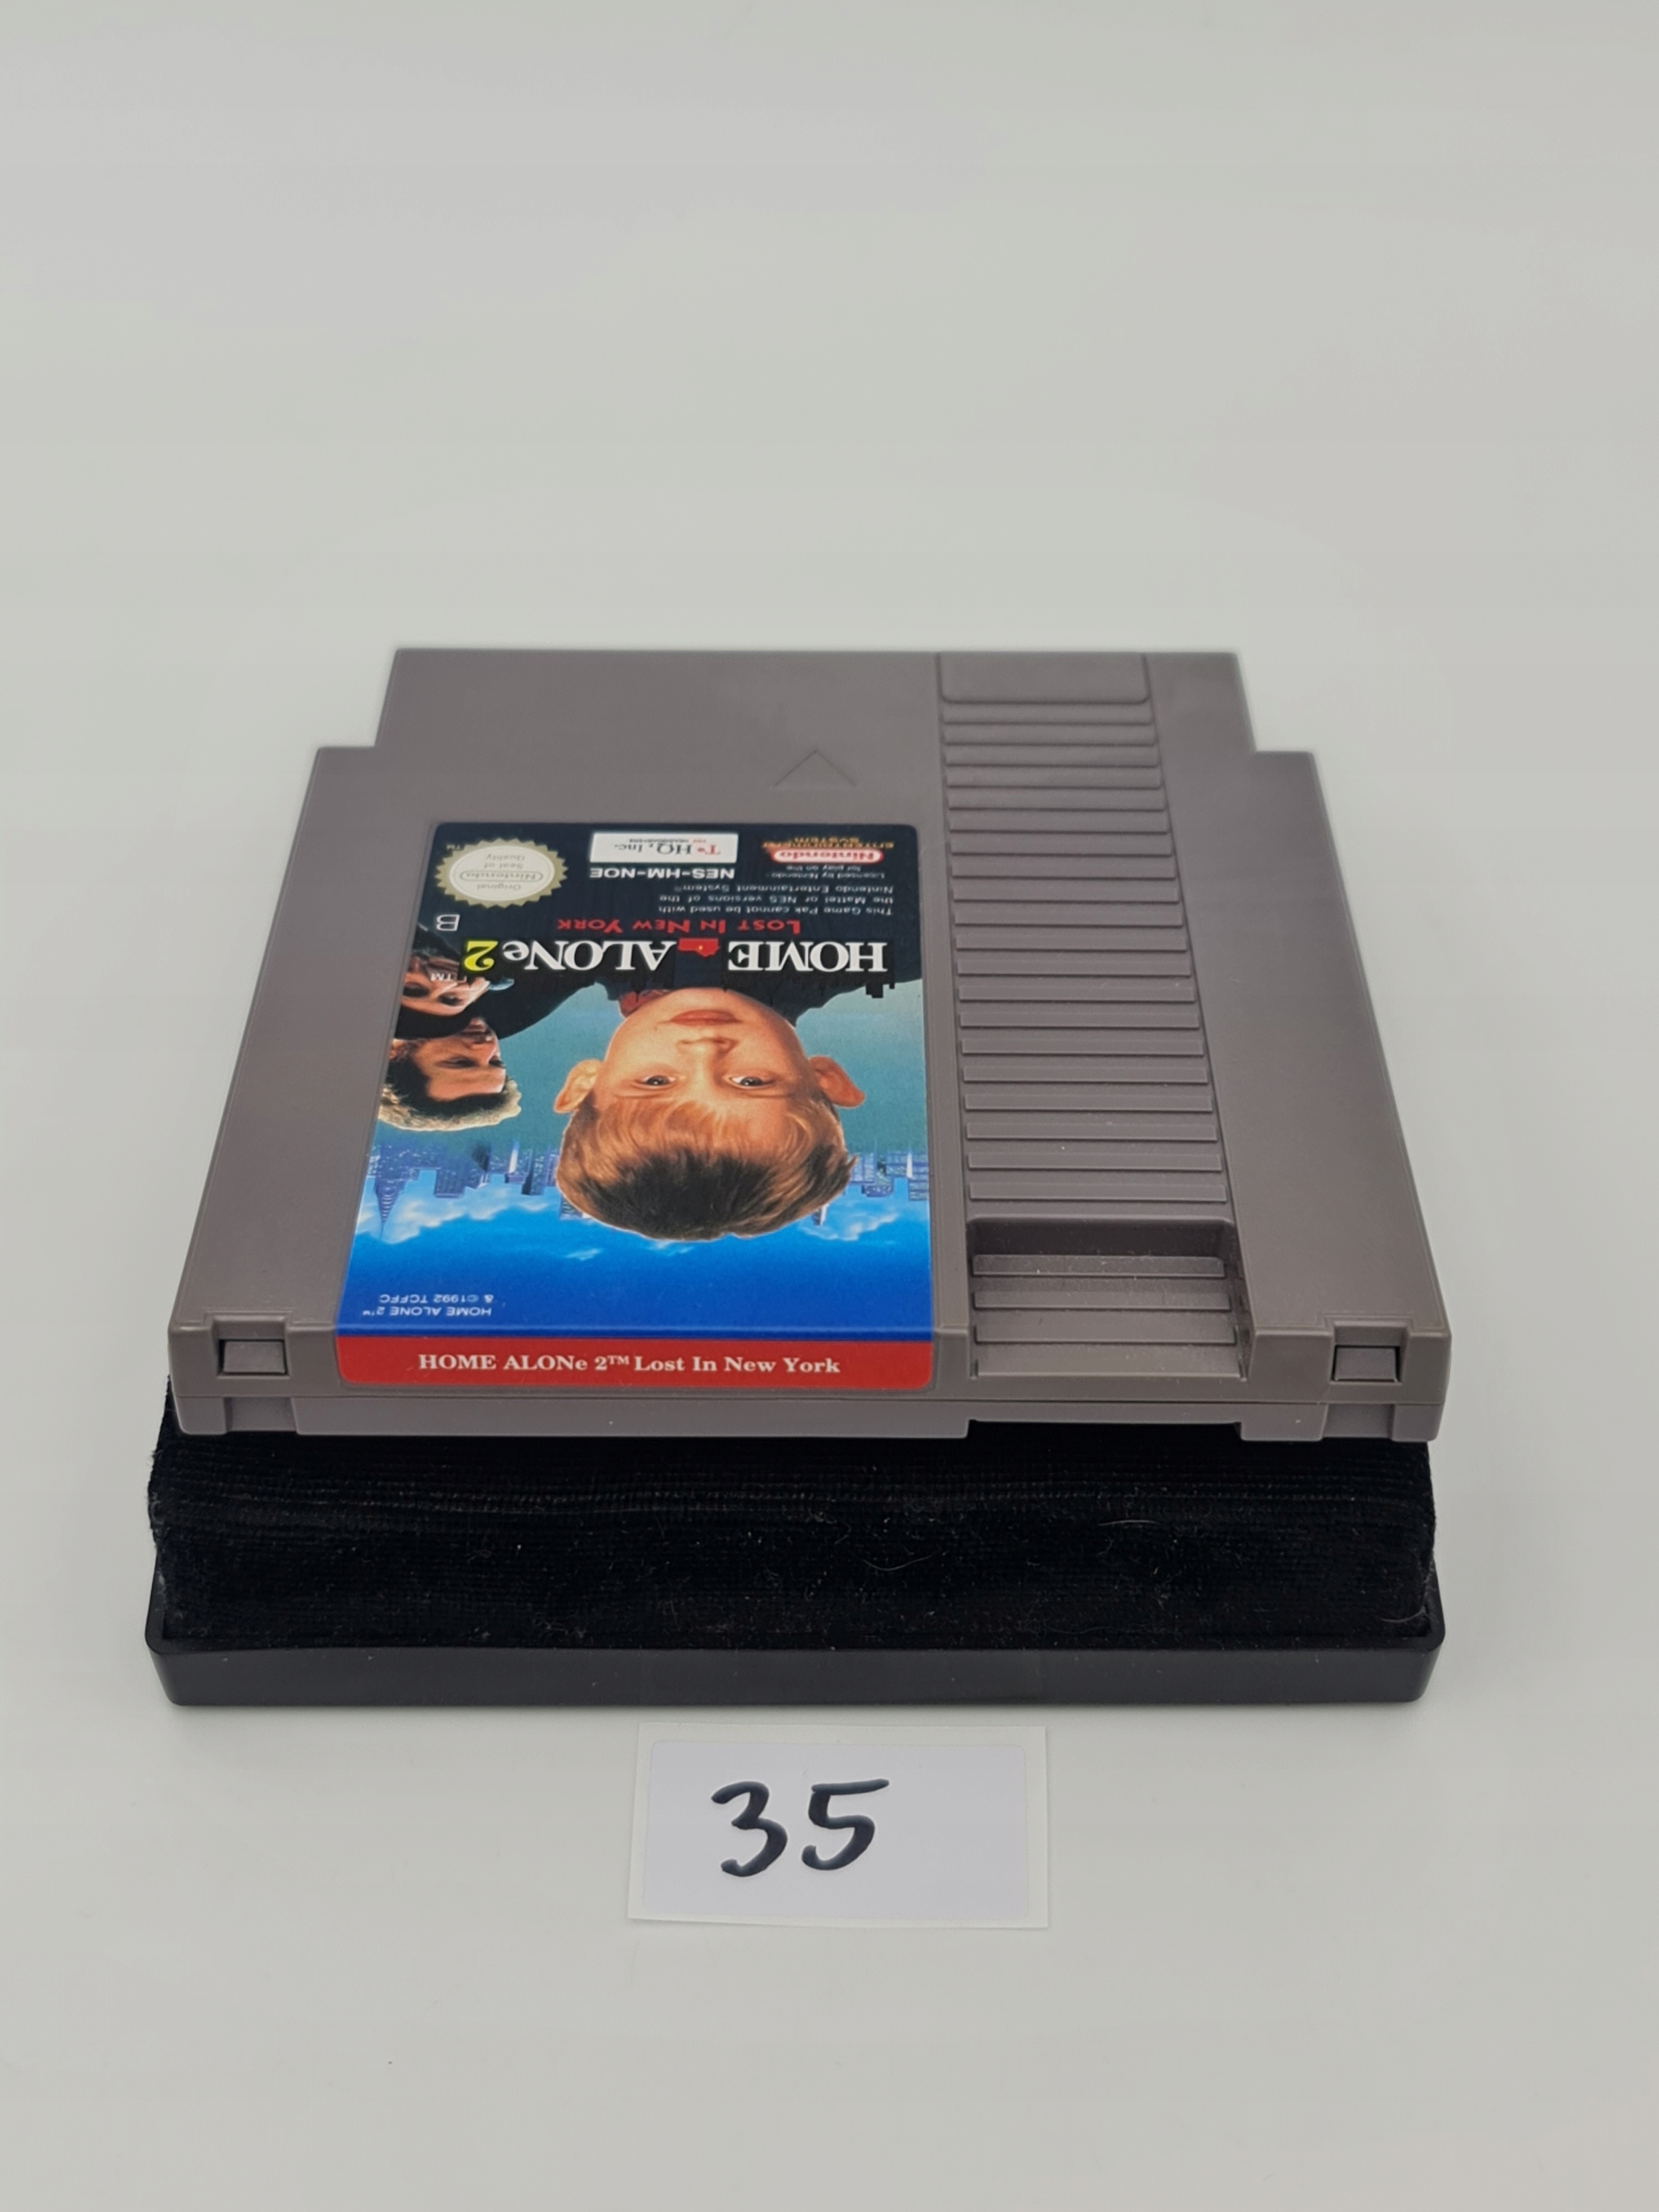 HOME ALONe 2™ Lost In New York
HOME ALONE 2™
& ©1992 TCFFC
HOME ALONe 2
TM
LOST IN NEW YORK
B
This Game Pak cannot be used with
the Mattel or NES versions of the
Nintendo Entertainment System®
NES-HM-NOE
Licensed by Nintendo
for play on the
Nintendo
ENTERTAINMENT
SYSTEM™
T•HQ, Inc.
Original
Nintendo
Seal of
Quality
TM
35